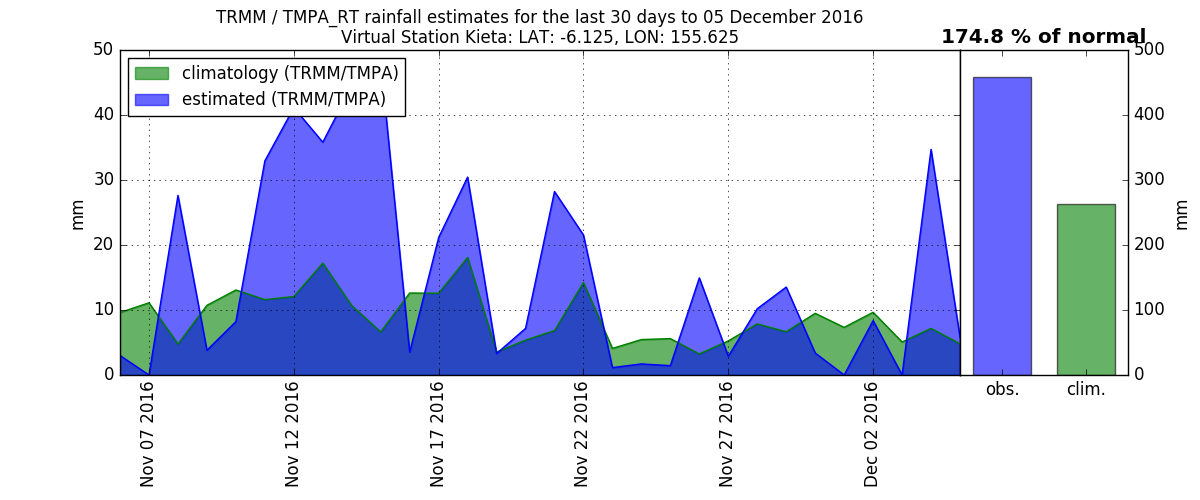 TRMM / TMPA_RT rainfall estimates for the last 30 days to 05 December 2016
Virtual Station Kieta: LAT: -6.125, LON: 155.625
174.8 % of normal
climatology (TRMM/TMPA)
estimated (TRMM/TMPA)
50
40
30
20
10
0
mm
Nov 07 2016
Nov 12 2016
Nov 17 2016
Nov 22 2016
Nov 27 2016
Dec 02 2016
500
400
300
200
100
0
mm
obs.
clim.